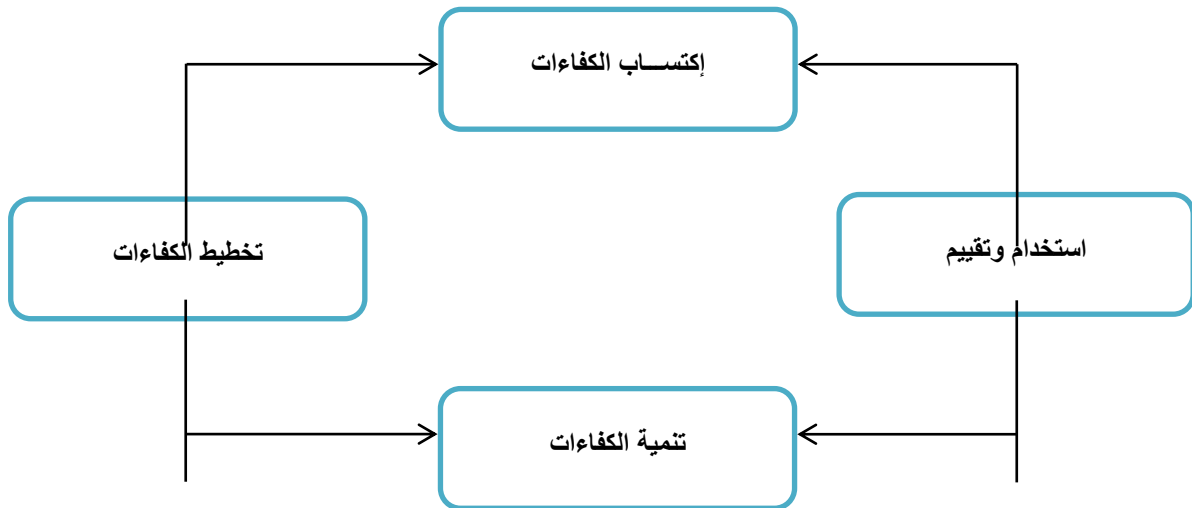 إكتســـاب الكفاءات
استخدام وتقييم
تخطيط الكفاءات
تنمية الكفاءات